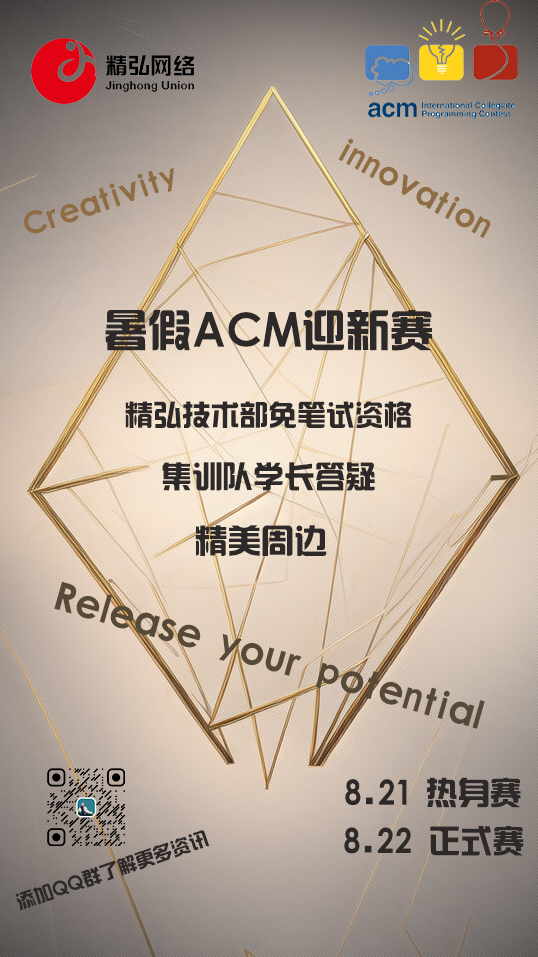 精弘网络
Jinghong Union
acm International Collegiate
Programming Contest
Creativity
innovation
暑假ACM迎新赛
精弘技术部免笔试资格
集训队学长答疑
精美周边
Release your potential
8.21 热身赛
8.22 正式赛
添加QQ群了解更多资讯